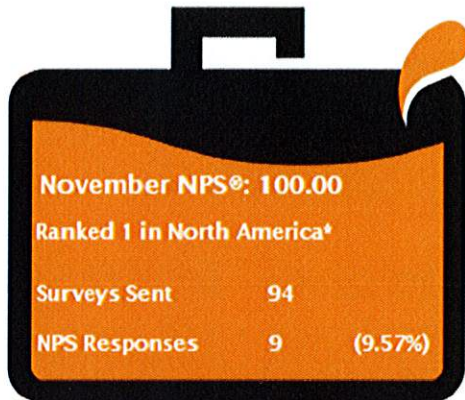 November NPS®: 100.00
Ranked 1 in North America*
Surveys Sent 94
NPS Responses 9 (9.57%)